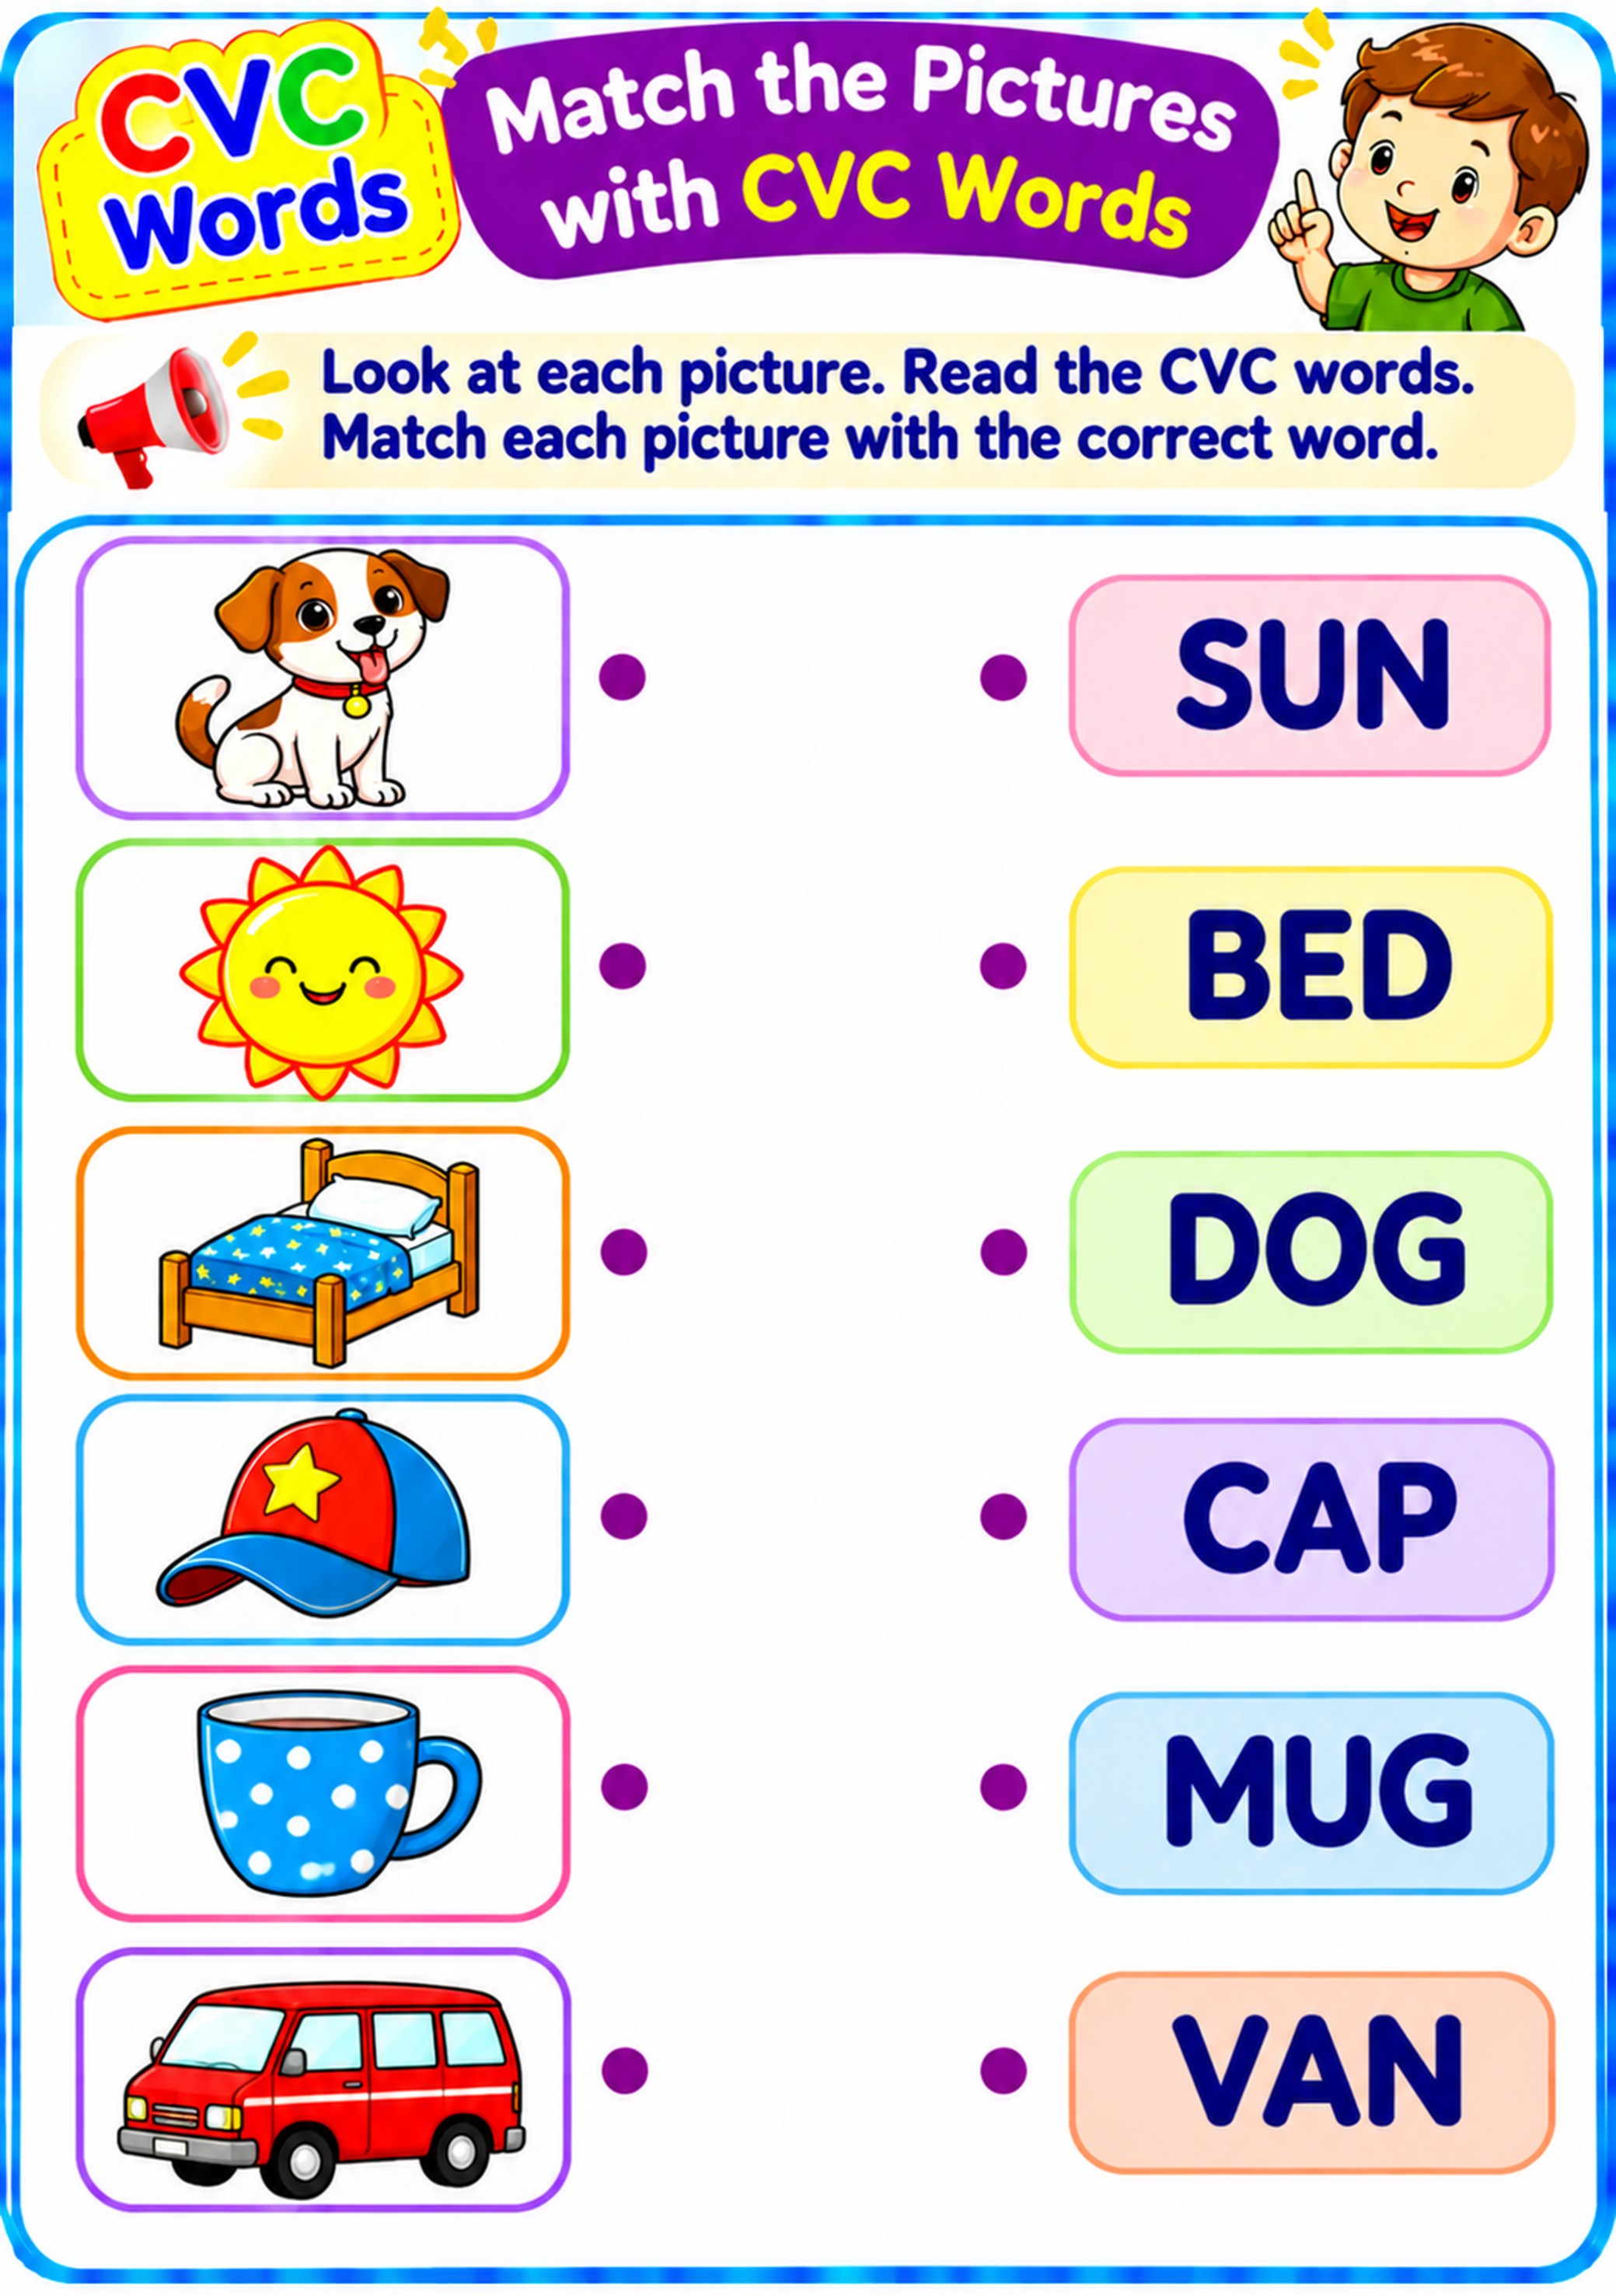 CVC
Words
Match the Pictures
with CVC Words
Look at each picture. Read the CVC words.
Match each picture with the correct word.
SUN
BED
DOG
CAP
MUG
VAN